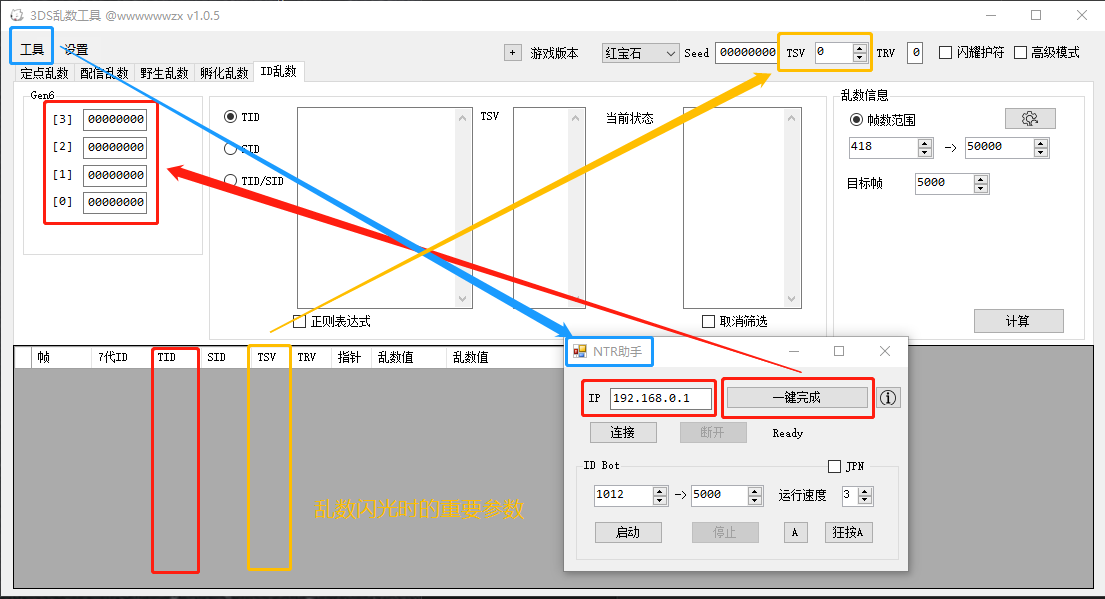 3DS乱数工具 @wwwwwwzx v1.0.5
工具 设置
+ 游戏版本 红宝石 Seed 00000000 TSV 0 TRV 0 闪耀护符 高级模式
定点乱数 配信乱数 野生乱数 孵化乱数 ID乱数
Gen6
[3] 00000000
[2] 00000000
[1] 00000000
[0] 00000000
TID
SID
TID/SID
TSV
当前状态
正则表达式
取消筛选
乱数信息
帧数范围
418 -> 50000
目标帧 5000
计算
帧 7代ID TID SID TSV TRV 指针 乱数值 乱数值
乱数闪光时的重要参数
NTR助手
IP 192.168.0.1 一键完成
连接 断开 Ready
ID Bot JPN
1012 -> 5000 运行速度 3
启动 停止 A 狂按A